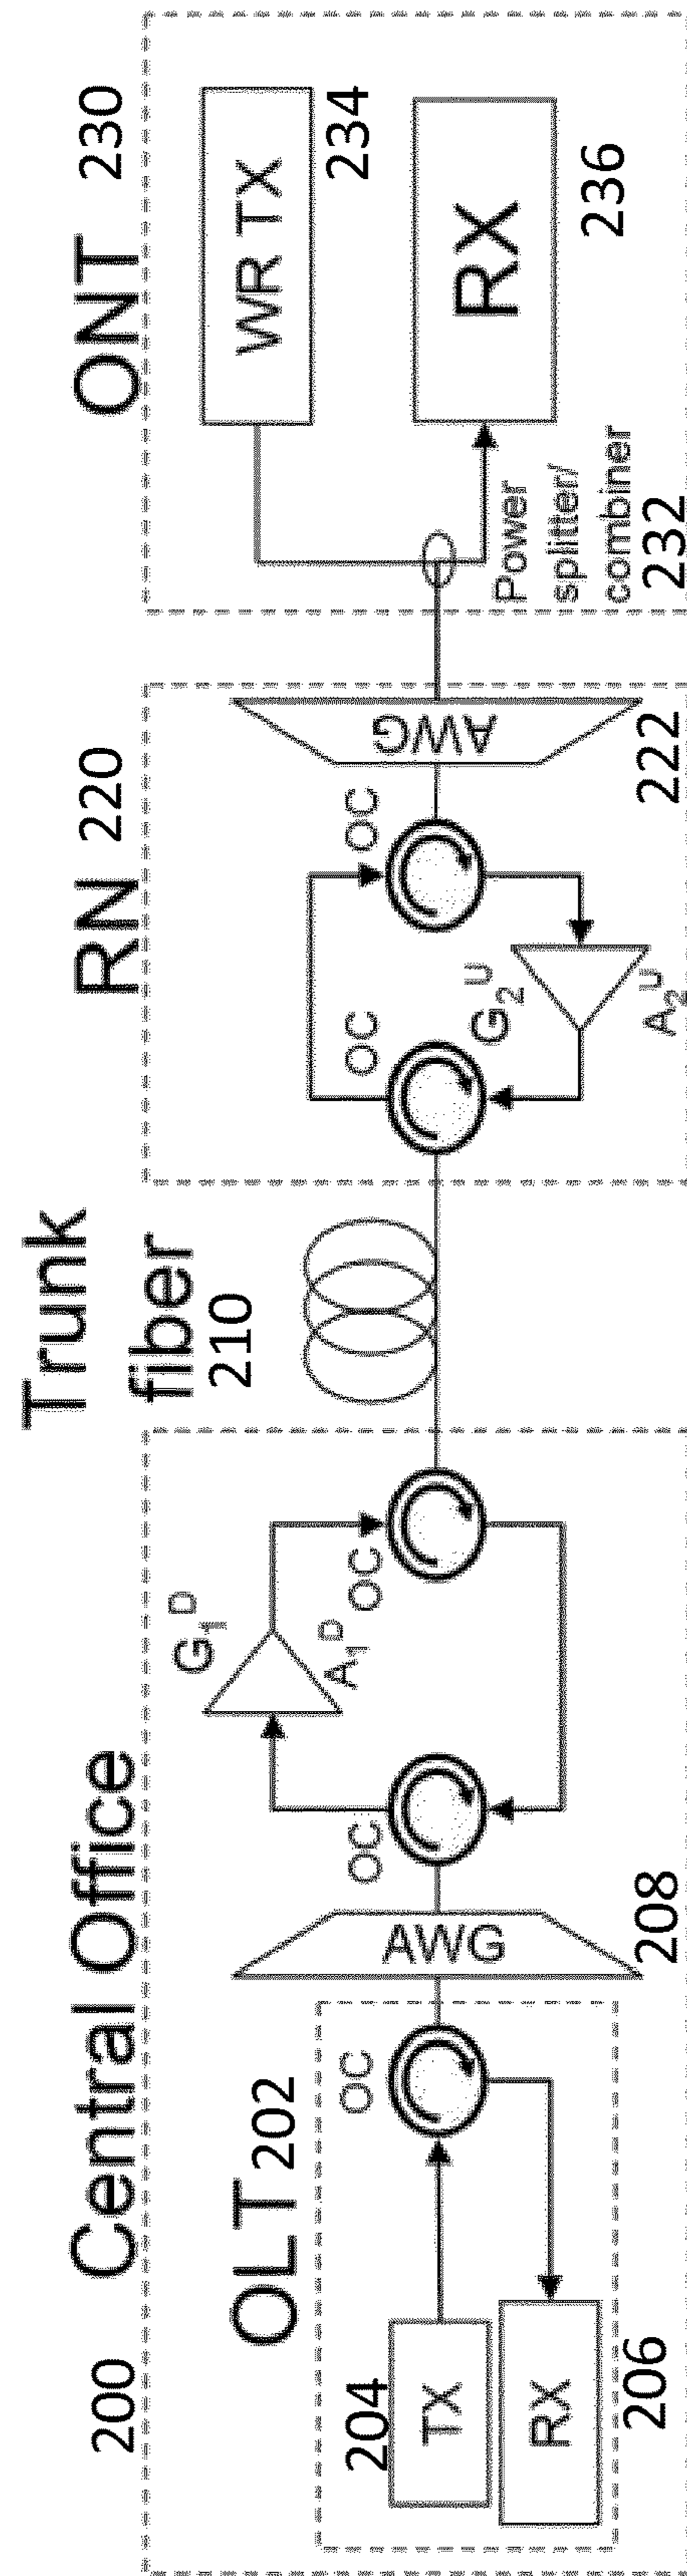 200 Central Office
OLT 202
204
TX
RX
206
OC
AWG
208
OC
G₁ᴰ
A₁ᴰ
OC
Trunk
fiber
210
RN 220
OC
OC
G₂ᵁ
A₂ᵁ
AWG
222
ONT 230
WR TX
234
RX
236
Power
splitter/
combiner
232